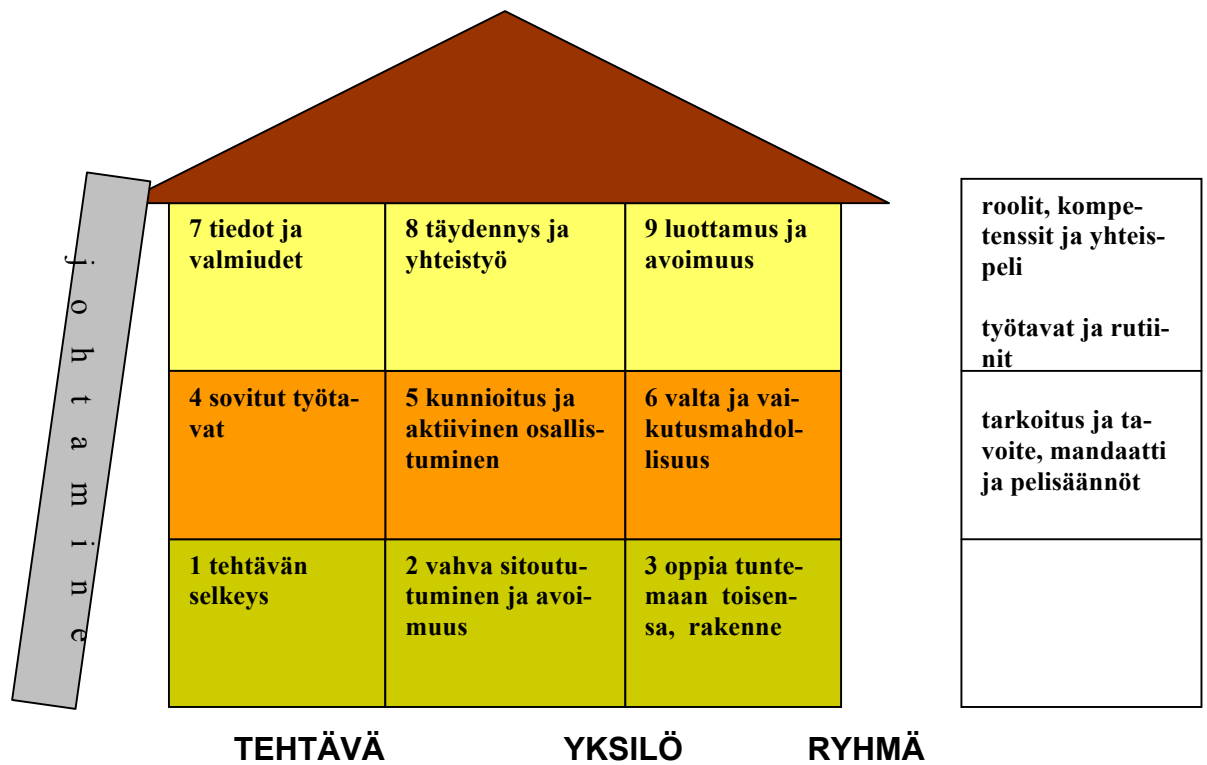 johtamine
7 tiedot ja
valmiudet
8 täydennys ja
yhteistyö
9 luottamus ja
avoimuus
4 sovitut työta-
vat
5 kunnioitus ja
aktiivinen osallis-
tuminen
6 valta ja vai-
kutusmahdol-
lisuus
1 tehtävän
selkeys
2 vahva sitoutu-
tuminen ja avoi-
muus
3 oppia tunte-
maan toisen-
sa, rakenne
roolit, kompe-
tenssit ja yhteis-
peli
työtavat ja rutii-
nit
tarkoitus ja ta-
voite, mandaatti
ja pelisäännöt
TEHTÄVÄ YKSILÖ RYHMÄ